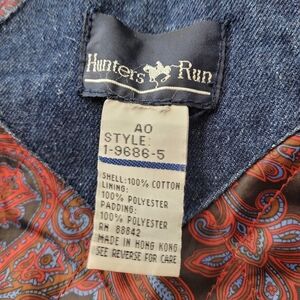 Hunters Run
AO
STYLE:
1-9686-5
SHELL:100% COTTON
LINING:
100% POLYESTER
PADDING:
100% POLYESTER
RN 88842
MADE IN HONG KONG
SEE REVERSE FOR CARE